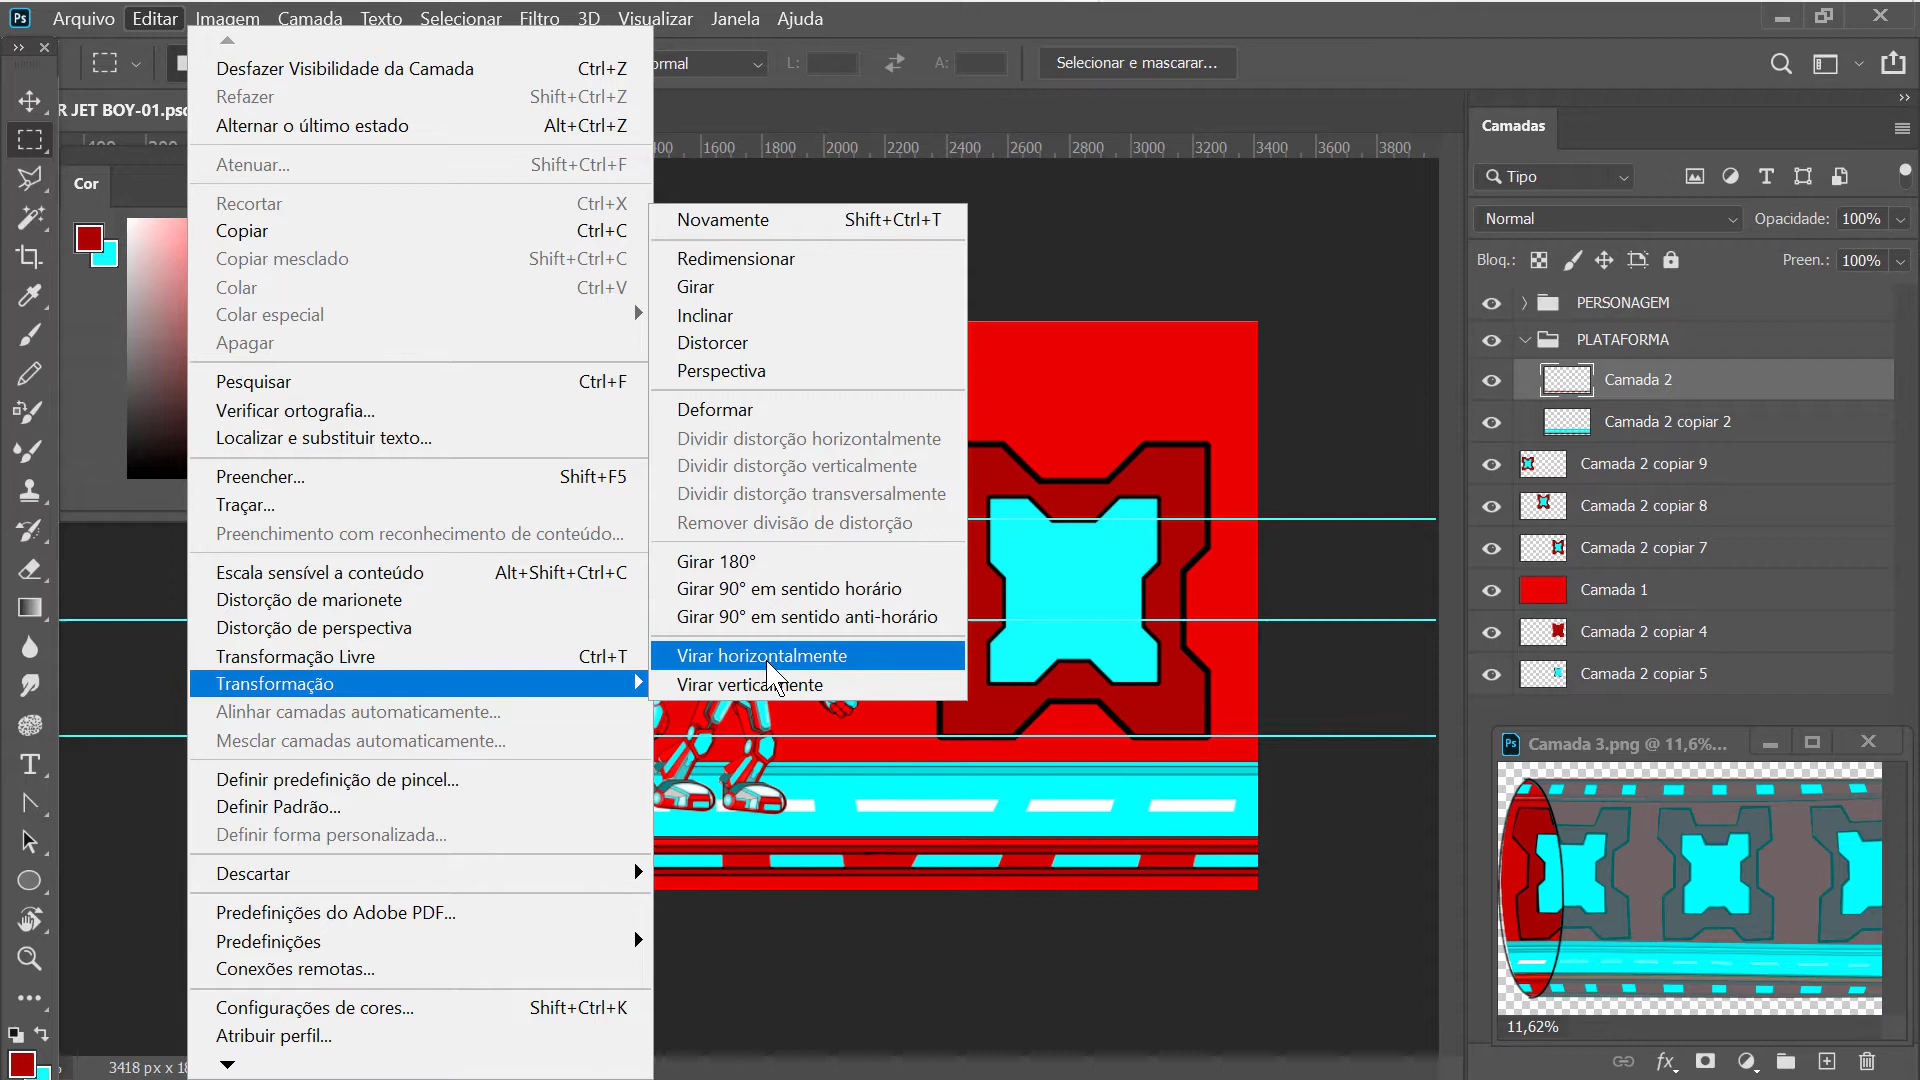 Ps Arquivo Editar Imagem Camada Texto Selecionar Filtro 3D Visualizar Janela Ajuda
L: A: Selecionar e mascarar...
R JET BOY-01.psd
1600 1800 2000 2200 2400 2600 2800 3000 3200 3400 3600 3800
Cor
Desfazer Visibilidade da Camada Ctrl+Z
Refazer Shift+Ctrl+Z
Alternar o último estado Alt+Ctrl+Z
Atenuar... Shift+Ctrl+F
Recortar Ctrl+X
Copiar Ctrl+C
Copiar mesclado Shift+Ctrl+C
Colar Ctrl+V
Colar especial
Apagar
Pesquisar Ctrl+F
Verificar ortografia...
Localizar e substituir texto...
Preencher... Shift+F5
Traçar...
Preenchimento com reconhecimento de conteúdo...
Escala sensível a conteúdo Alt+Shift+Ctrl+C
Distorção de marionete
Distorção de perspectiva
Transformação Livre Ctrl+T
Transformação
Alinhar camadas automaticamente...
Mesclar camadas automaticamente...
Definir predefinição de pincel...
Definir Padrão...
Definir forma personalizada...
Descartar
Predefinições do Adobe PDF...
Predefinições
Conexões remotas...
Configurações de cores... Shift+Ctrl+K
Atribuir perfil...
Novamente Shift+Ctrl+T
Redimensionar
Girar
Inclinar
Distorcer
Perspectiva
Deformar
Dividir distorção horizontalmente
Dividir distorção verticalmente
Dividir distorção transversalmente
Remover divisão de distorção
Girar 180°
Girar 90° em sentido horário
Girar 90° em sentido anti-horário
Virar horizontalmente
Virar verticalmente
Camadas
Tipo
Normal Opacidade: 100%
Bloq.: Preen.: 100%
PERSONAGEM
PLATAFORMA
Camada 2
Camada 2 copiar 2
Camada 2 copiar 9
Camada 2 copiar 8
Camada 2 copiar 7
Camada 1
Camada 2 copiar 4
Camada 2 copiar 5
Ps Camada 3.png @ 11,6%...
11,62%
3418 px x
fx